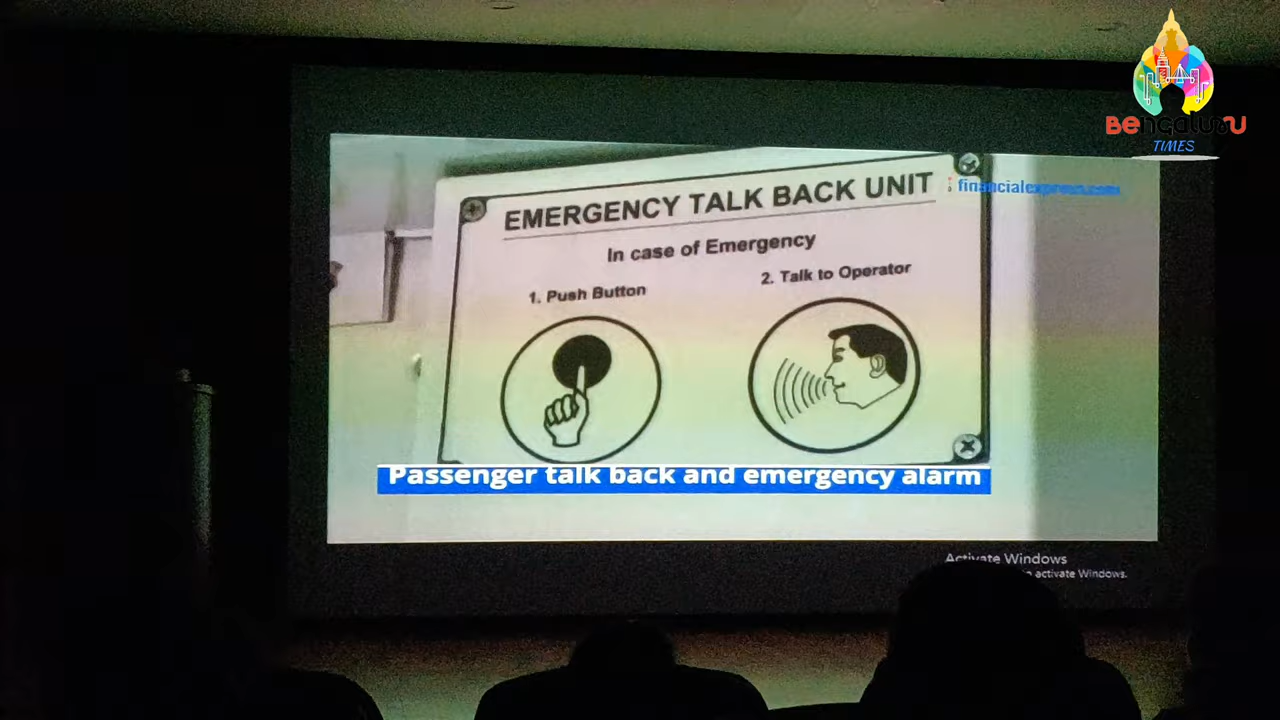 BENGALURU
TIMES
financialexpress.com
EMERGENCY TALK BACK UNIT
In case of Emergency
1. Push Button
2. Talk to Operator
Passenger talk back and emergency alarm
Activate Windows
activate Windows.